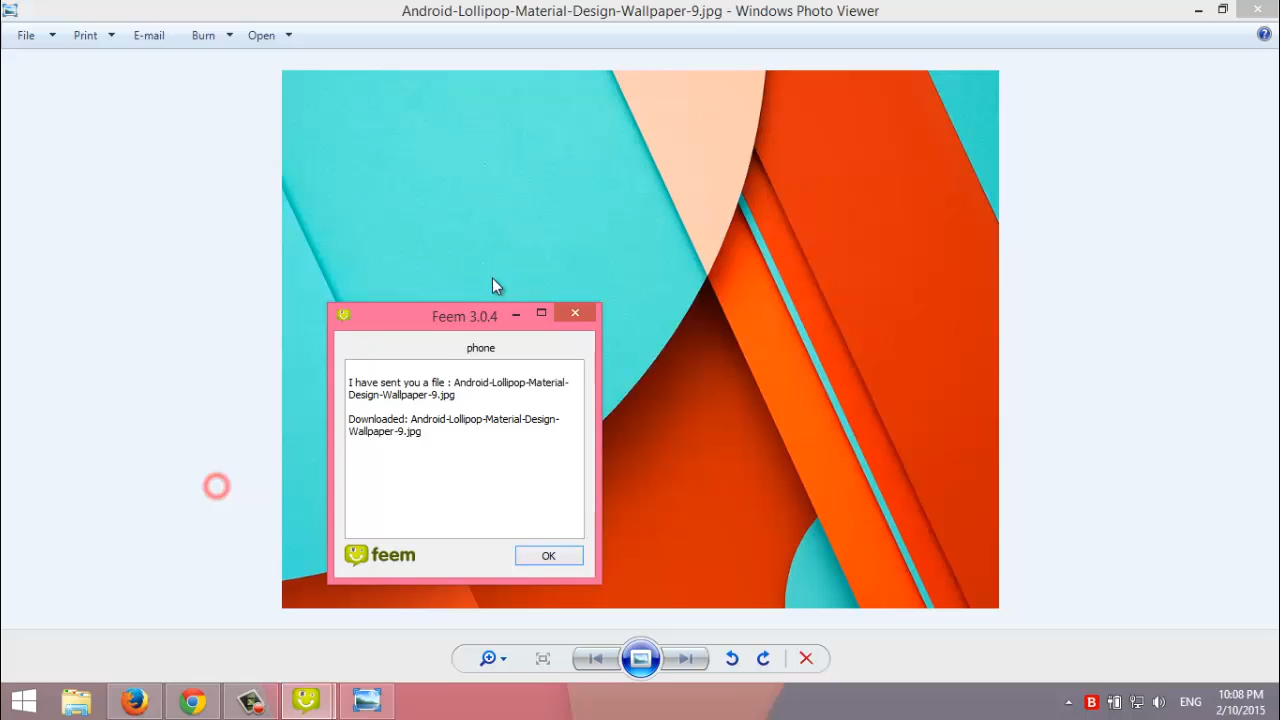 Android-Lollipop-Material-Design-Wallpaper-9.jpg - Windows Photo Viewer
File Print E-mail Burn Open
Feem 3.0.4
phone
I have sent you a file : Android-Lollipop-Material-
Design-Wallpaper-9.jpg
Downloaded: Android-Lollipop-Material-Design-
Wallpaper-9.jpg
feem OK
B ENG 10:08 PM
2/10/2015